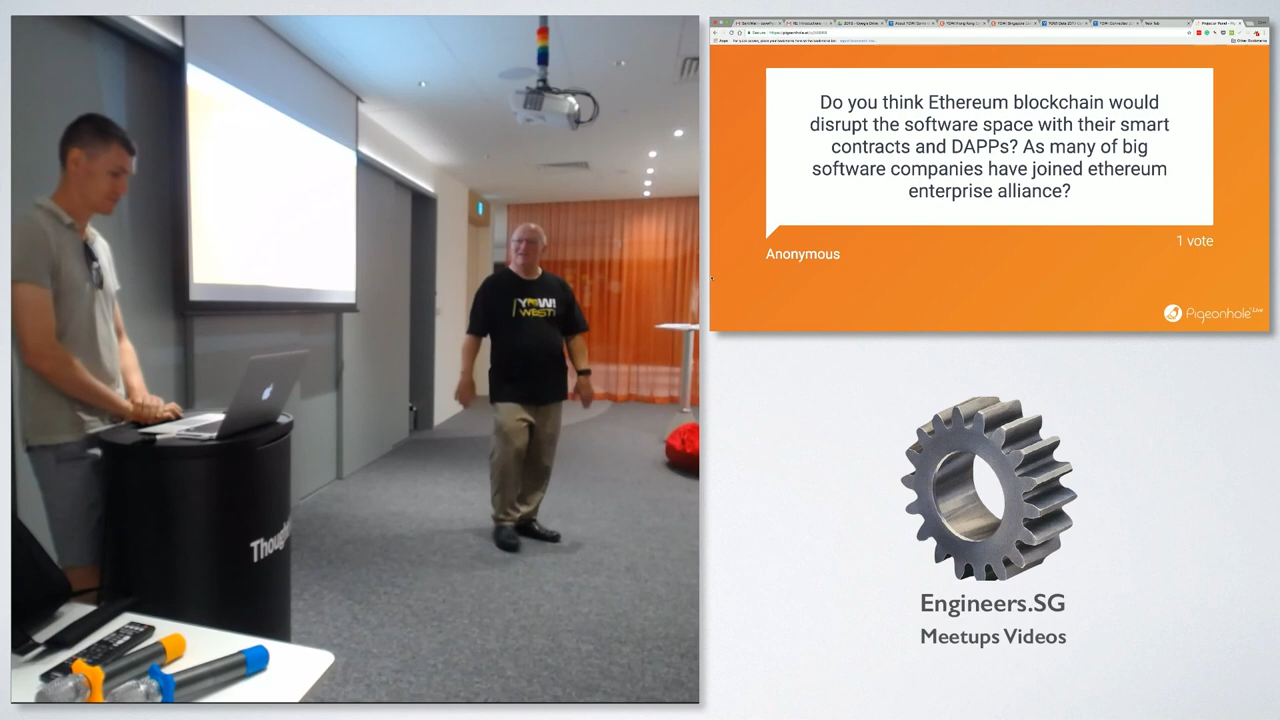 YOW!
WEST!
Though
Do you think Ethereum blockchain would
disrupt the software space with their smart
contracts and DAPPs? As many of big
software companies have joined ethereum
enterprise alliance?
1 vote
Anonymous
Pigeonhole Live
Engineers.SG
Meetups Videos